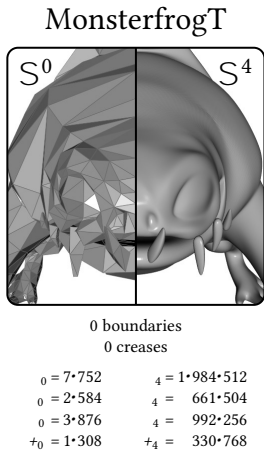 MonsterfrogT
S⁰ S⁴
0 boundaries
0 creases
₀ = 7•752 ₄ = 1•984•512
₀ = 2•584 ₄ = 661•504
₀ = 3•876 ₄ = 992•256
+₀ = 1•308 +₄ = 330•768